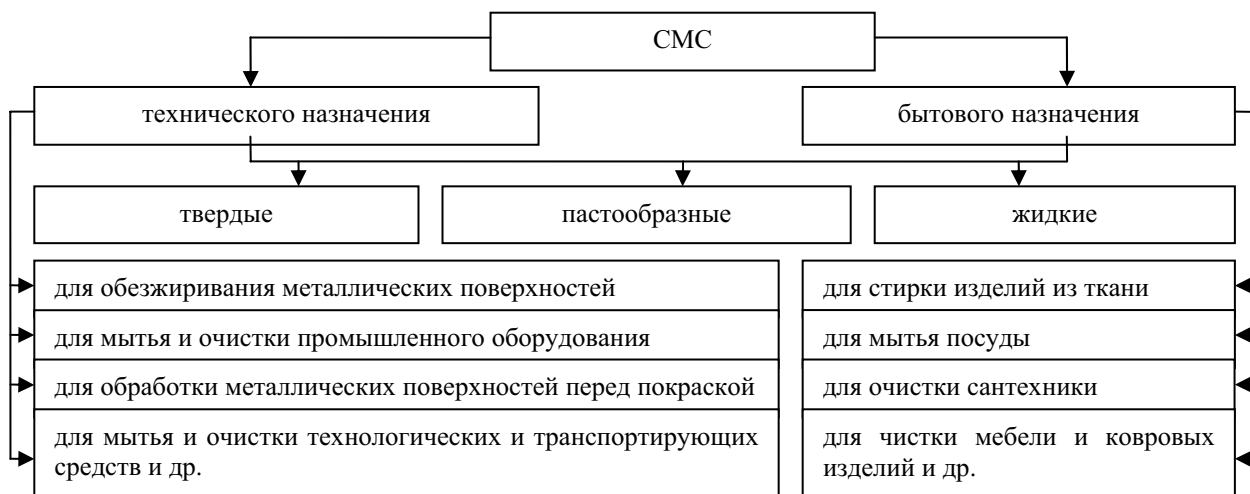 СМС
технического назначения
бытового назначения
твердые
пастообразные
жидкие
для обезжиривания металлических поверхностей
для мытья и очистки промышленного оборудования
для обработки металлических поверхностей перед покраской
для мытья и очистки технологических и транспортирующих
средств и др.
для стирки изделий из ткани
для мытья посуды
для очистки сантехники
для чистки мебели и ковровых
изделий и др.